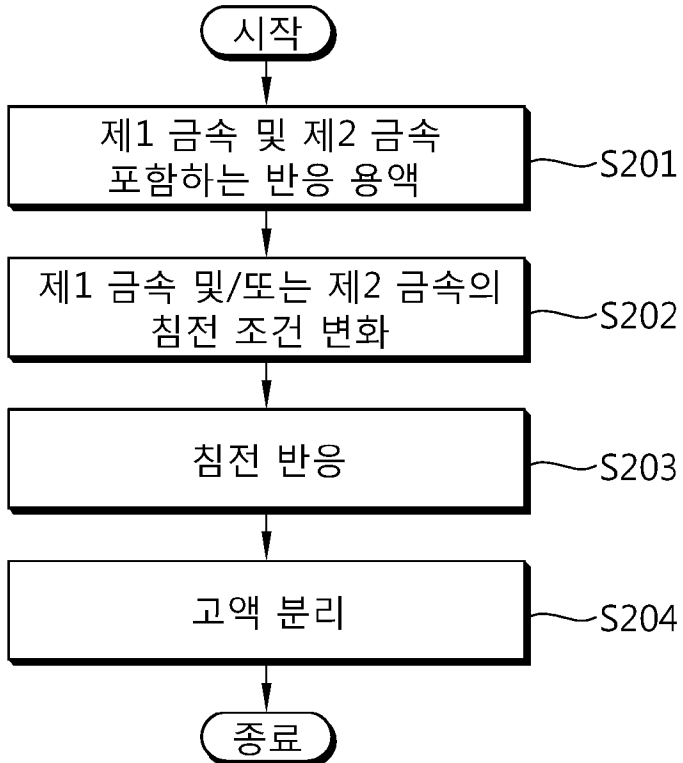 시작
제1 금속 및 제2 금속
포함하는 반응 용액
S201
제1 금속 및/또는 제2 금속의
침전 조건 변화
S202
침전 반응
S203
고액 분리
S204
종료